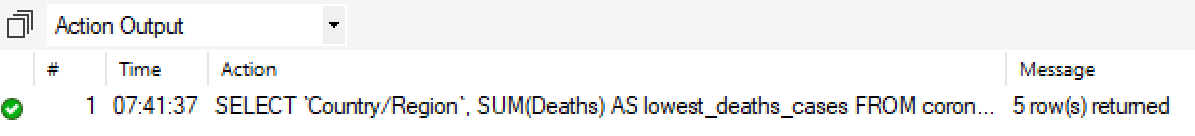 Action Output
# Time Action Message
1 07:41:37 SELECT `Country/Region`, SUM(Deaths) AS lowest_deaths_cases FROM coron... 5 row(s) returned